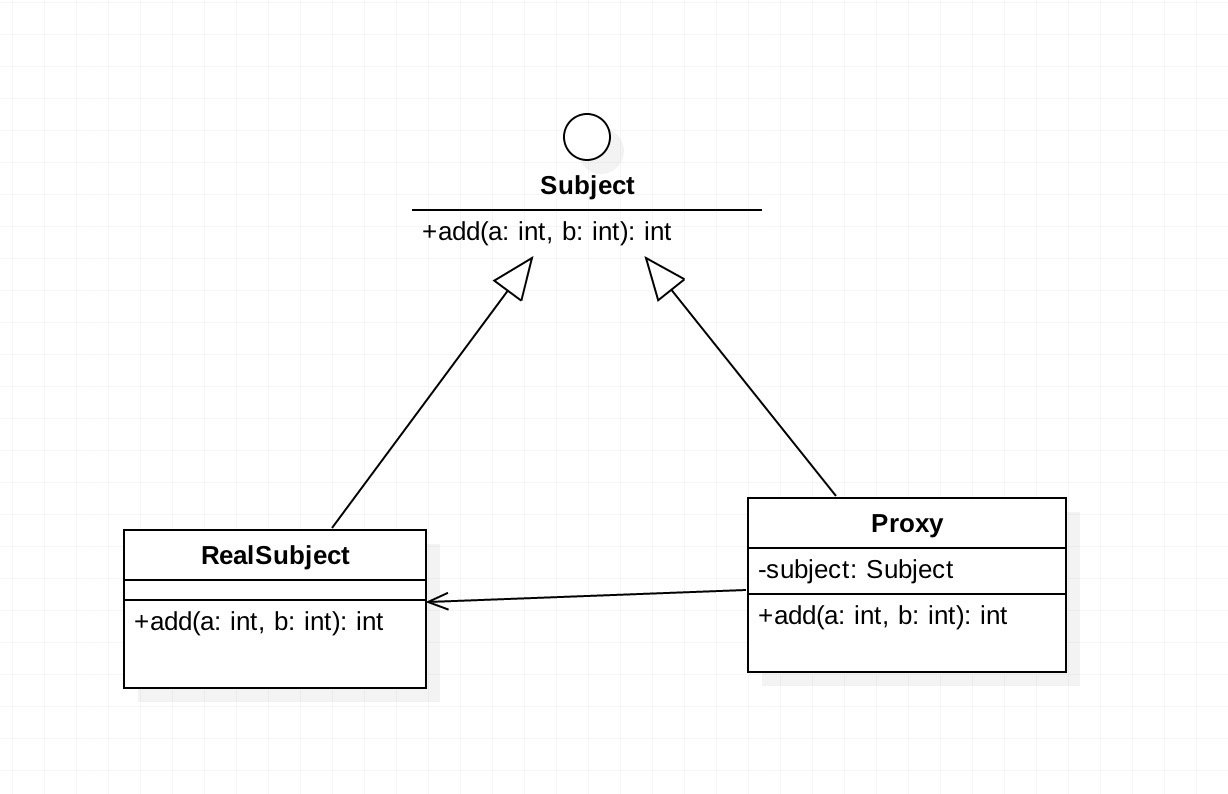 Subject
+add(a: int, b: int): int
RealSubject
+add(a: int, b: int): int
Proxy
-subject: Subject
+add(a: int, b: int): int